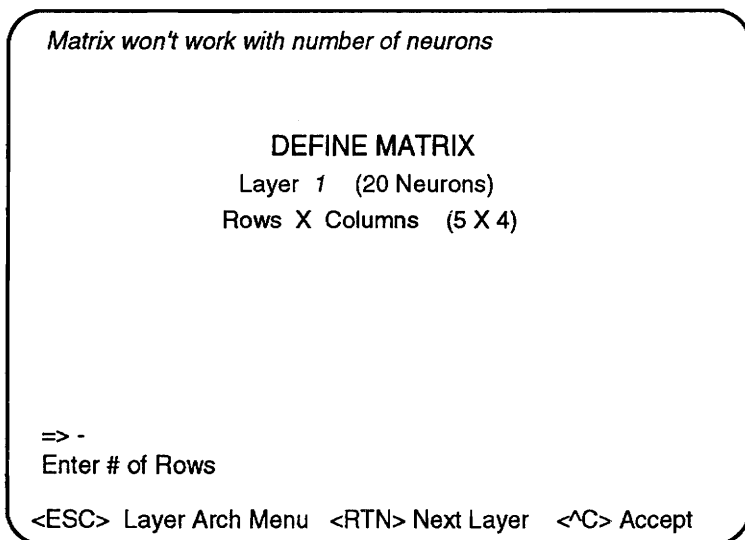 Matrix won't work with number of neurons
DEFINE MATRIX
Layer 1 (20 Neurons)
Rows X Columns (5 X 4)
=> -
Enter # of Rows
<ESC> Layer Arch Menu <RTN> Next Layer <^C> Accept